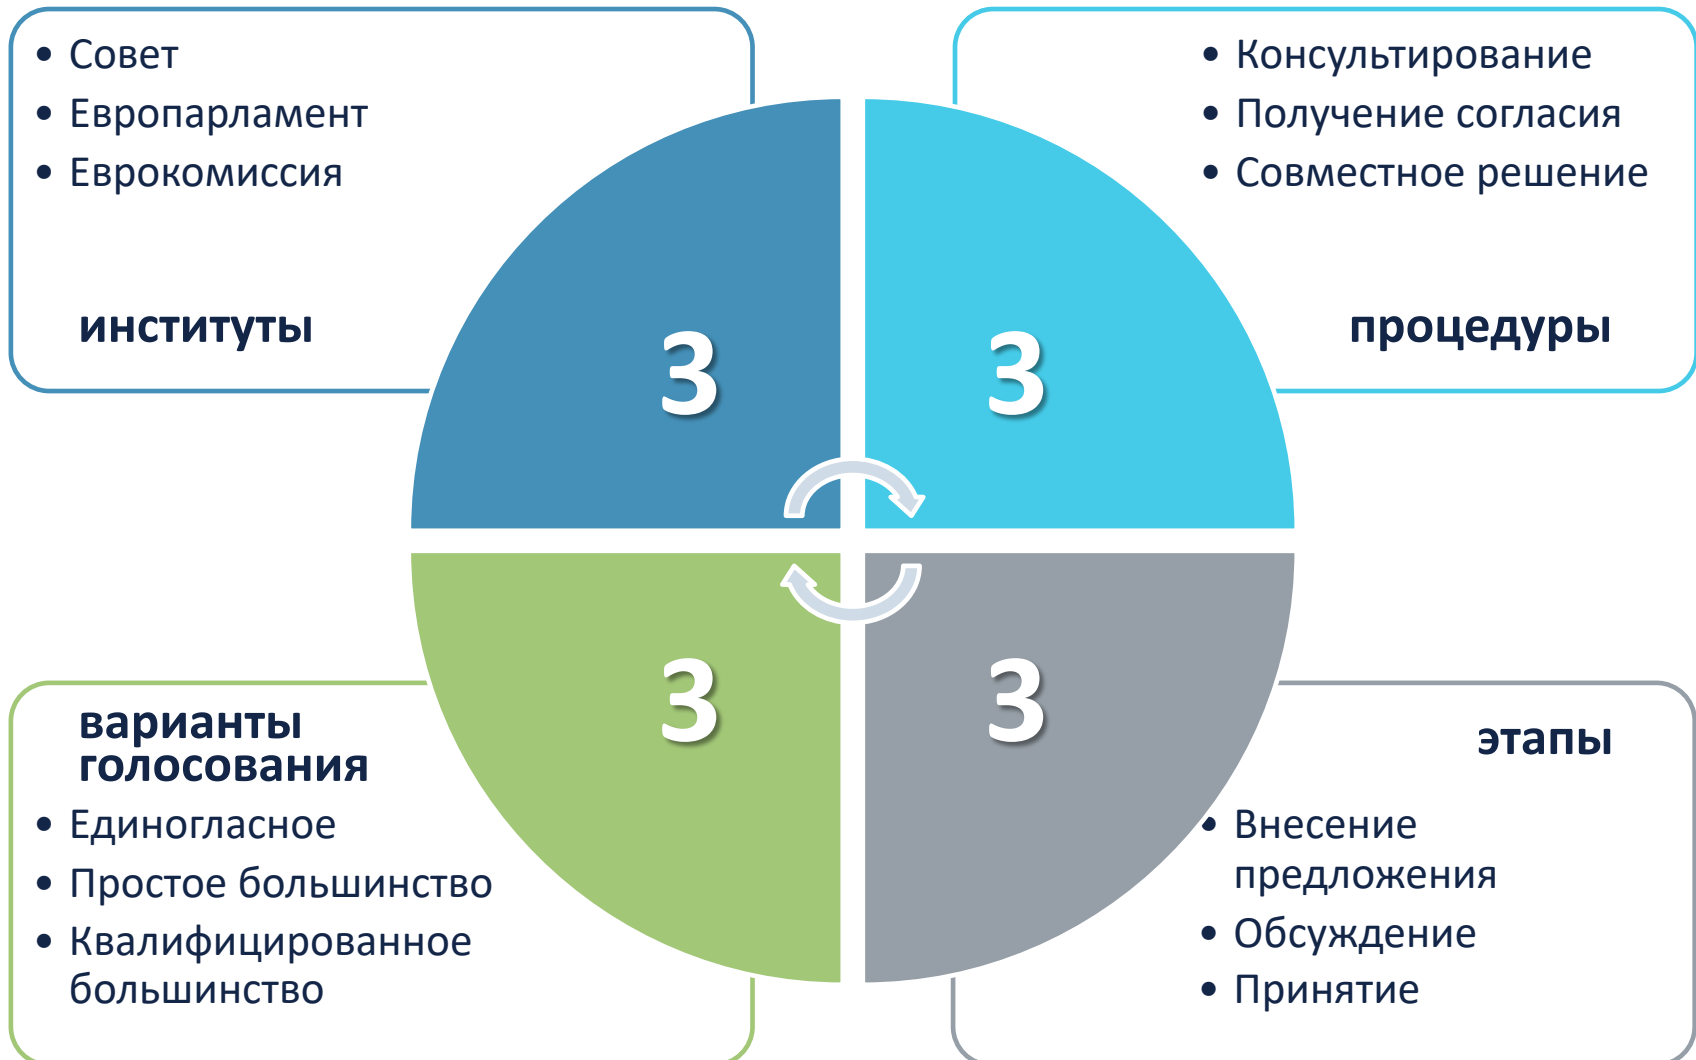 • Совет
• Европарламент
• Еврокомиссия
институты
3
• Консультирование
• Получение согласия
• Совместное решение
процедуры
3
варианты
голосования
• Единогласное
• Простое большинство
• Квалифицированное
большинство
3
этапы
• Внесение
предложения
• Обсуждение
• Принятие
3